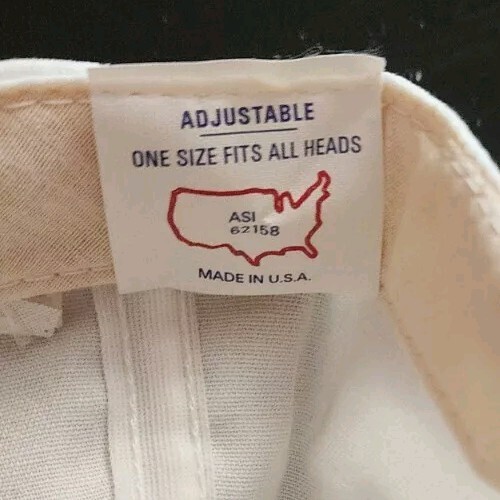 ADJUSTABLE
ONE SIZE FITS ALL HEADS
ASI
62158
MADE IN U.S.A.